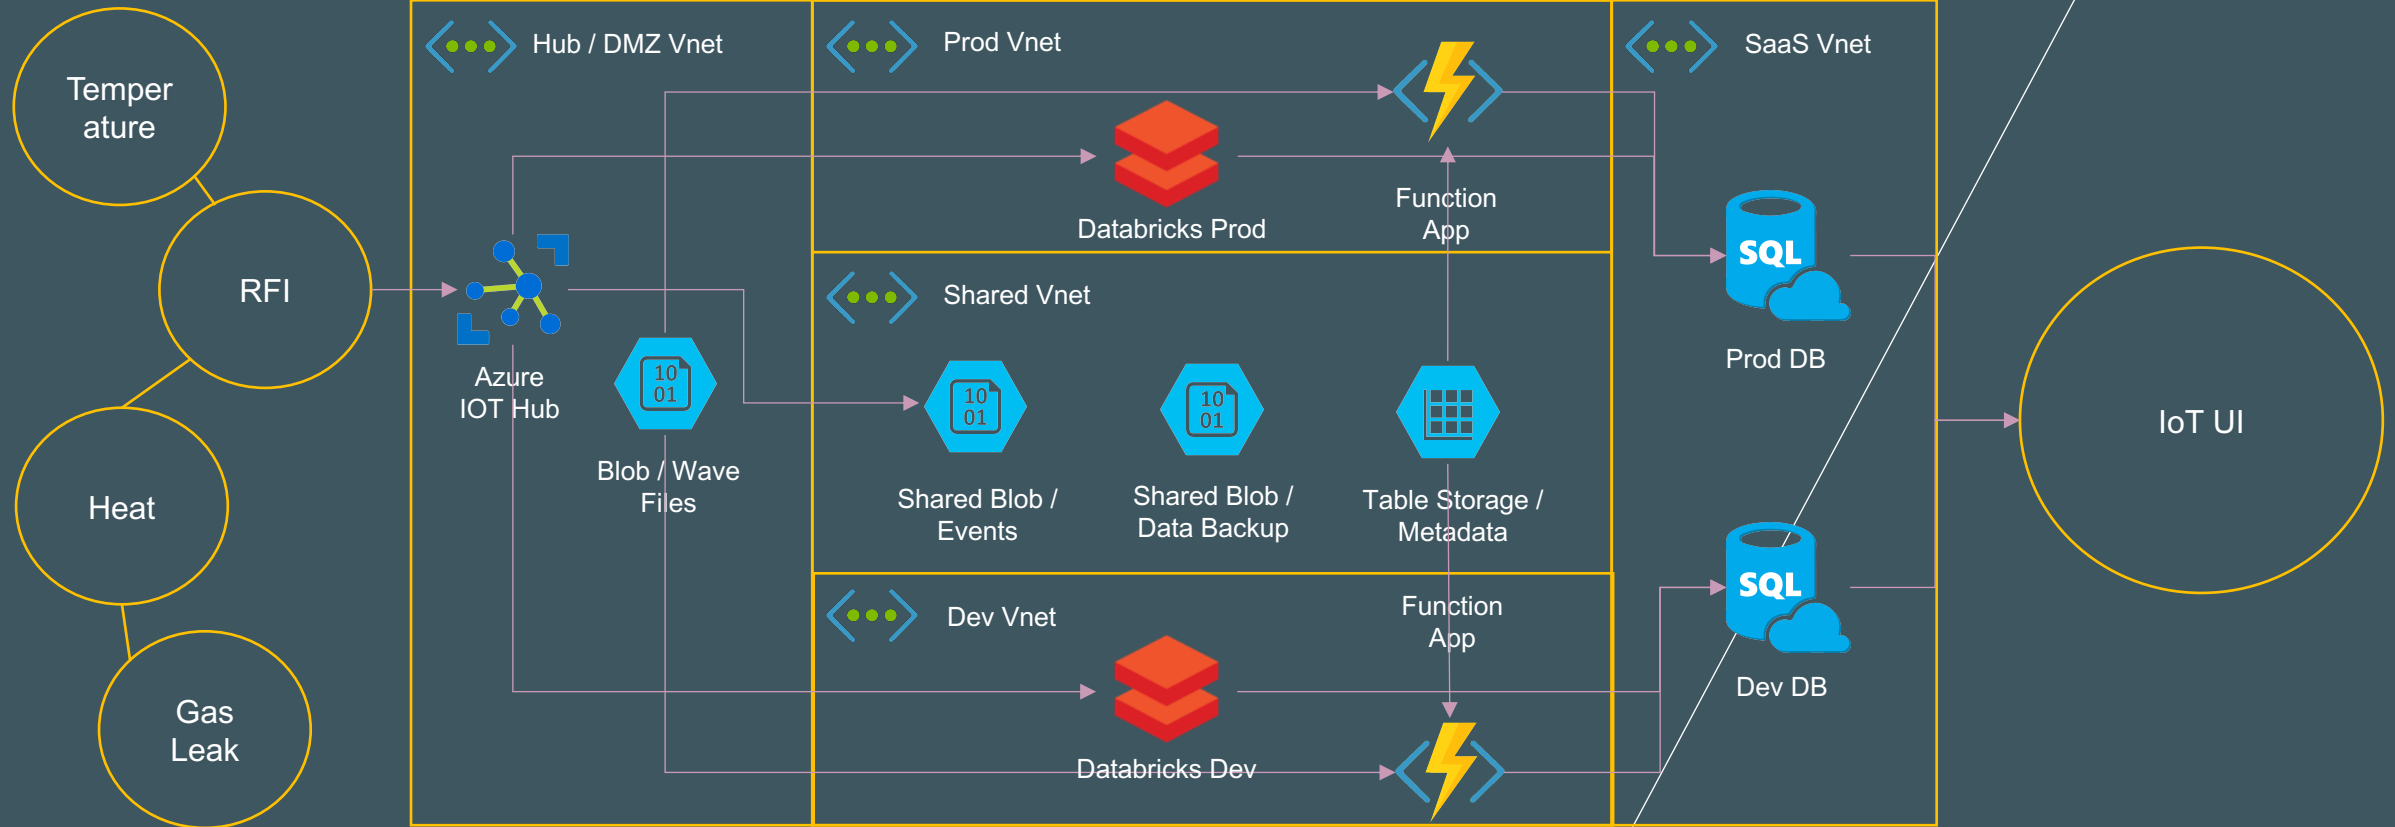 Temper
ature
RFI
Heat
Gas
Leak
Hub / DMZ Vnet
Azure
IOT Hub
10
01
Blob / Wave
Files
Prod Vnet
Databricks Prod
Function
App
Shared Vnet
10
01
Shared Blob /
Events
10
01
Shared Blob /
Data Backup
Table Storage /
Metadata
Dev Vnet
Databricks Dev
Function
App
SaaS Vnet
SQL
Prod DB
SQL
Dev DB
IoT UI